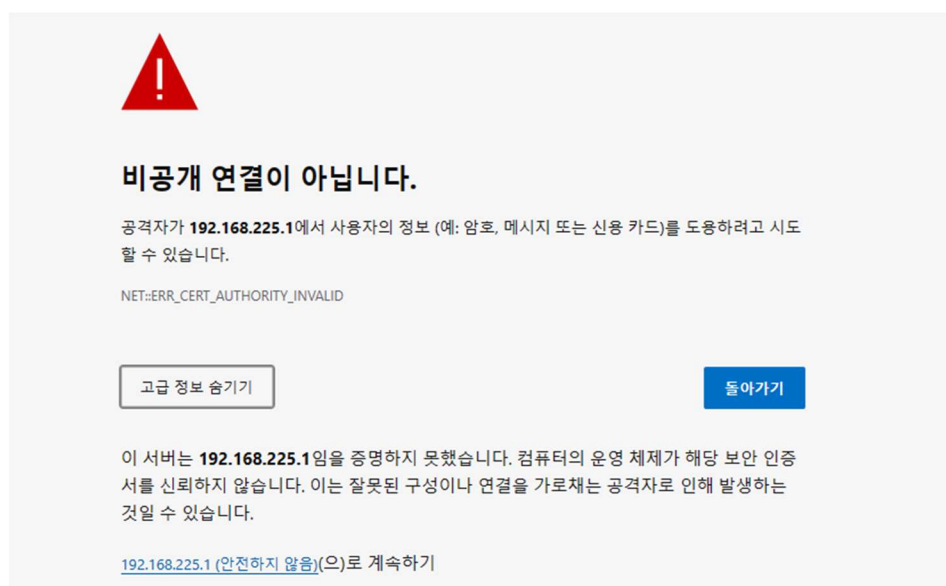 비공개 연결이 아닙니다.
공격자가 192.168.225.1에서 사용자의 정보 (예: 암호, 메시지 또는 신용 카드)를 도용하려고 시도
할 수 있습니다.
NET::ERR_CERT_AUTHORITY_INVALID
고급 정보 숨기기
돌아가기
이 서버는 192.168.225.1임을 증명하지 못했습니다. 컴퓨터의 운영 체제가 해당 보안 인증
서를 신뢰하지 않습니다. 이는 잘못된 구성이나 연결을 가로채는 공격자로 인해 발생하는
것일 수 있습니다.
192.168.225.1 (안전하지 않음)(으)로 계속하기